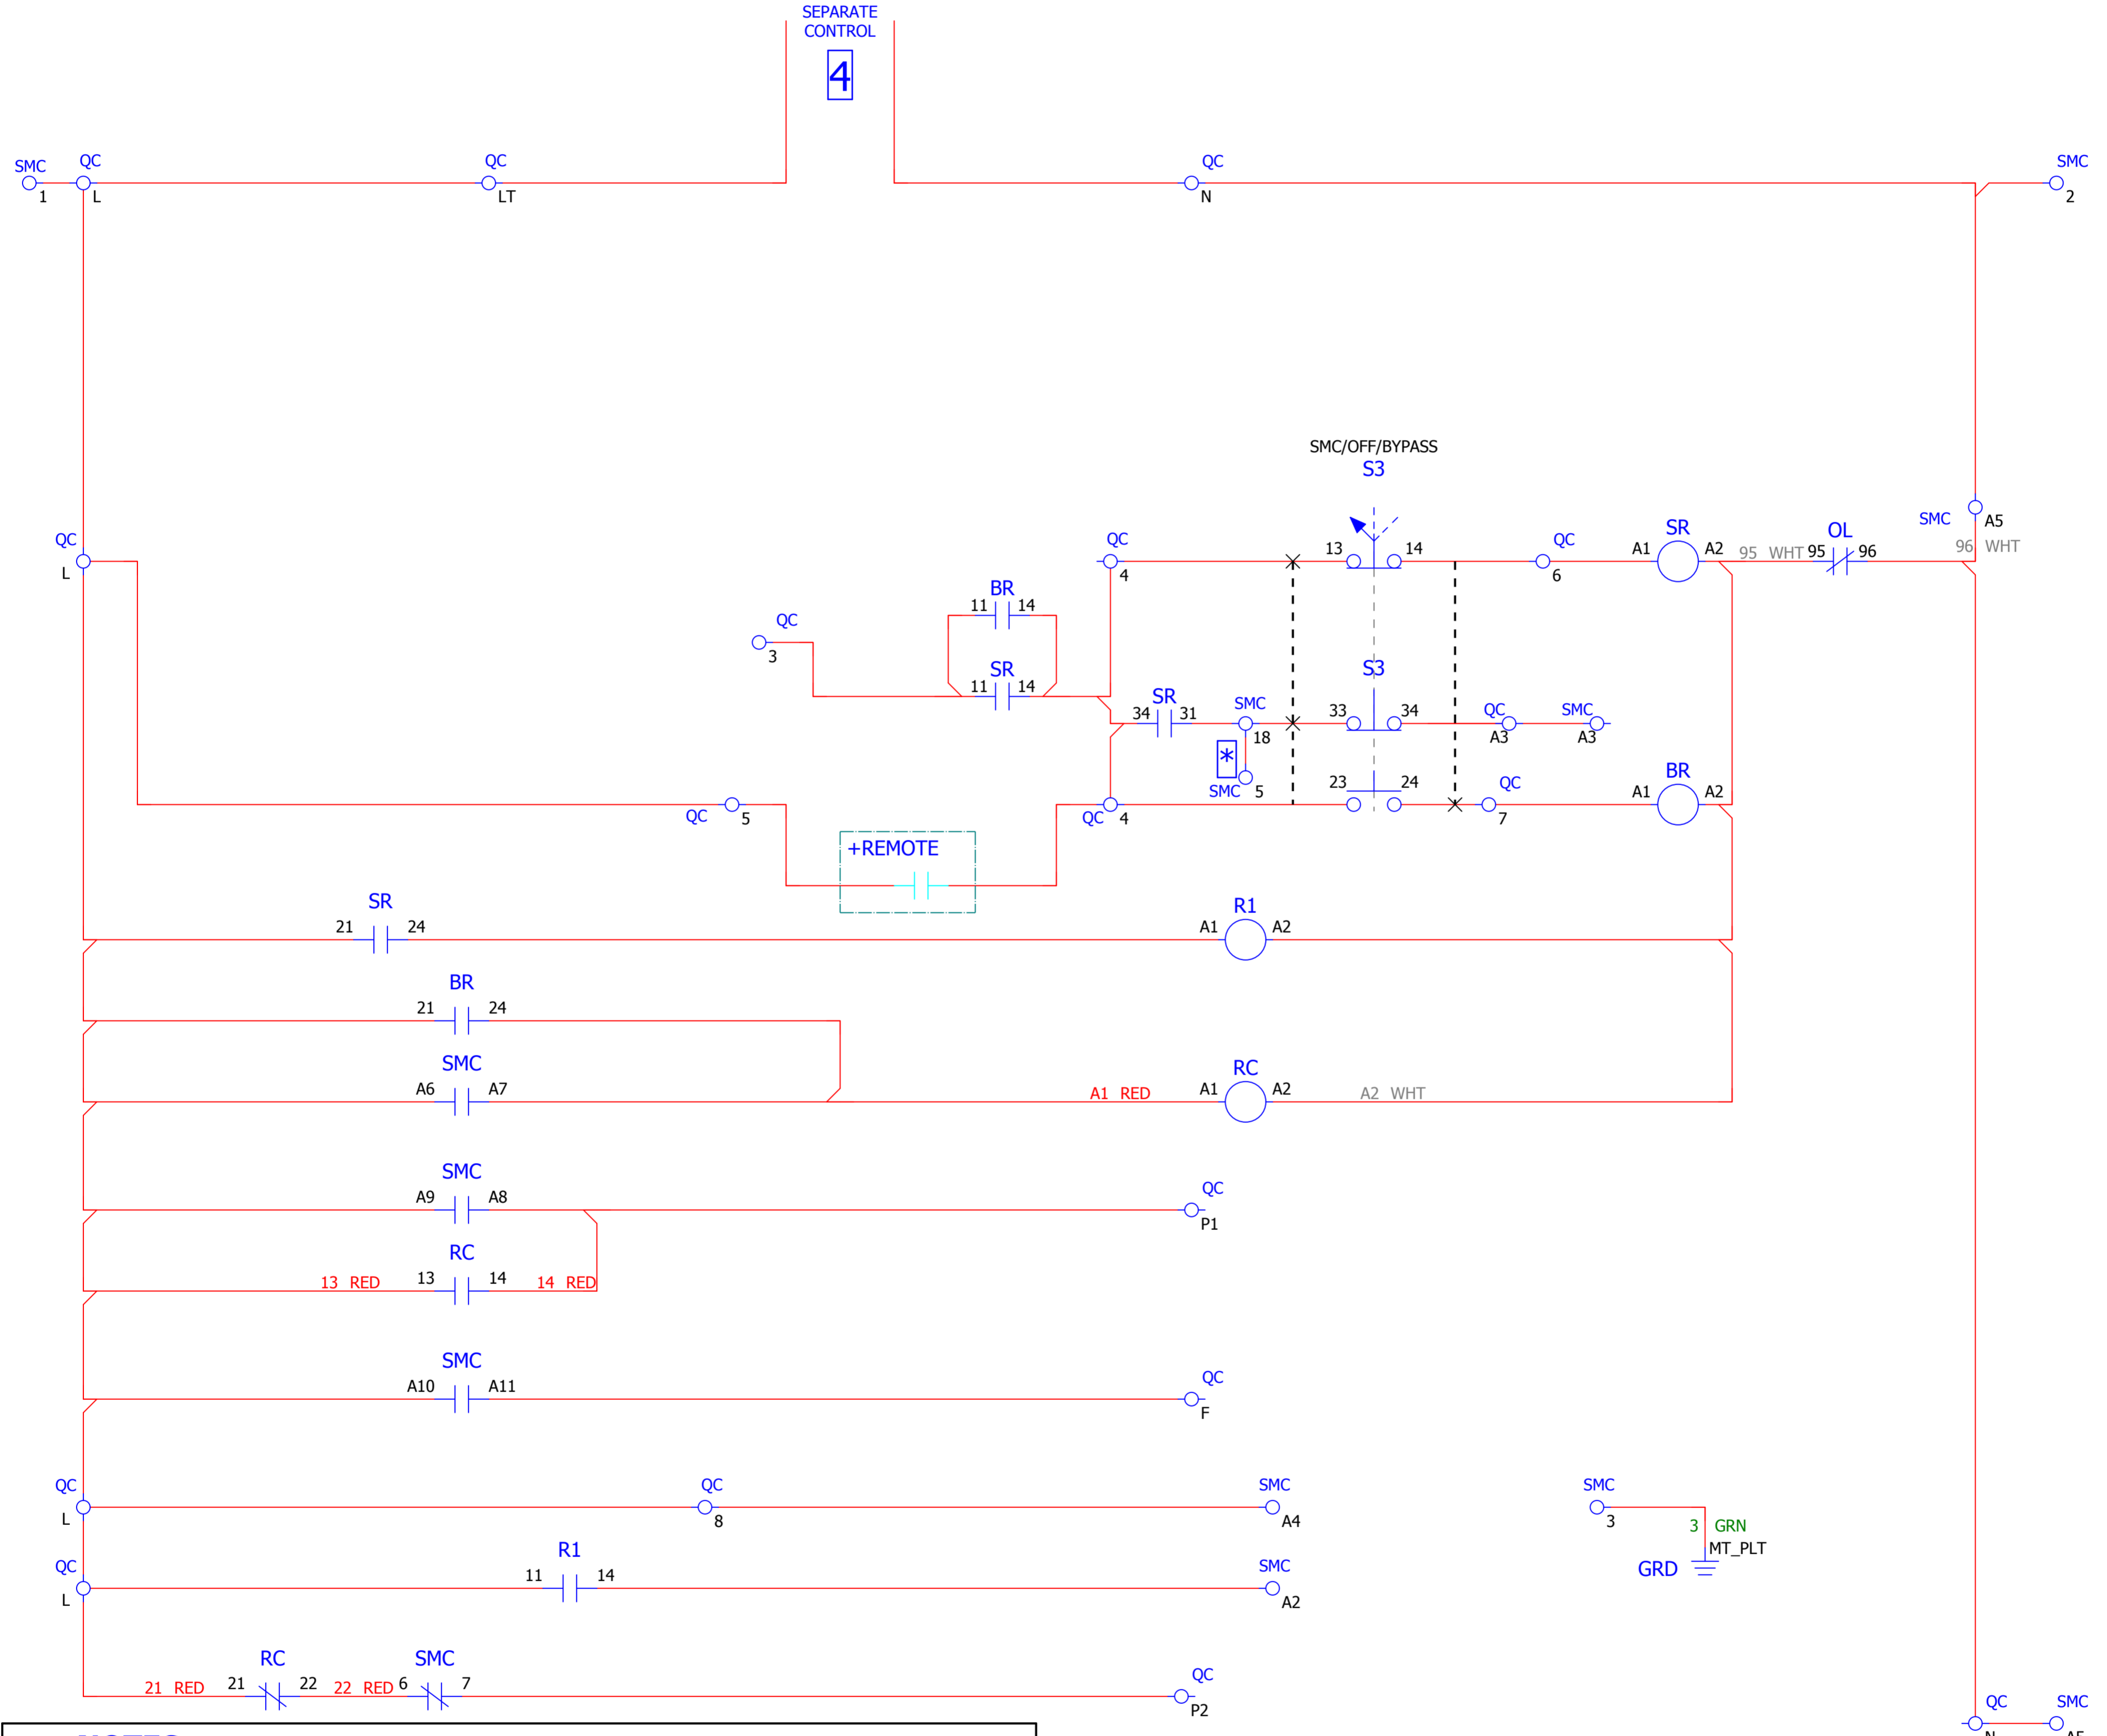 SEPARATE
CONTROL
4
SMC QC QC QC SMC
1 L LT N 2
SMC/OFF/BYPASS
S3
QC QC 13 14 QC SR OL SMC A5
L 4 6 A1 A2 95 WHT 95 96 96 WHT
BR
11 14
QC
3
SR S3
11 14
SR SMC QC SMC
34 31 18 33 34 A3 A3
*
SMC 5 23 24 QC BR
QC 5 QC 4 7 A1 A2
+REMOTE
SR R1
21 24 A1 A2
BR
21 24
SMC RC
A6 A7 A1 RED A1 A2 A2 WHT
SMC QC
A9 A8 P1
RC
13 RED 13 14 14 RED
SMC QC
A10 A11 F
QC QC SMC SMC
L 8 A4 3
3 GRN
MT_PLT
GRD
QC R1 SMC
L 11 14 A2
RC SMC QC
21 RED 21 22 22 RED 6 7 P2
QC SMC